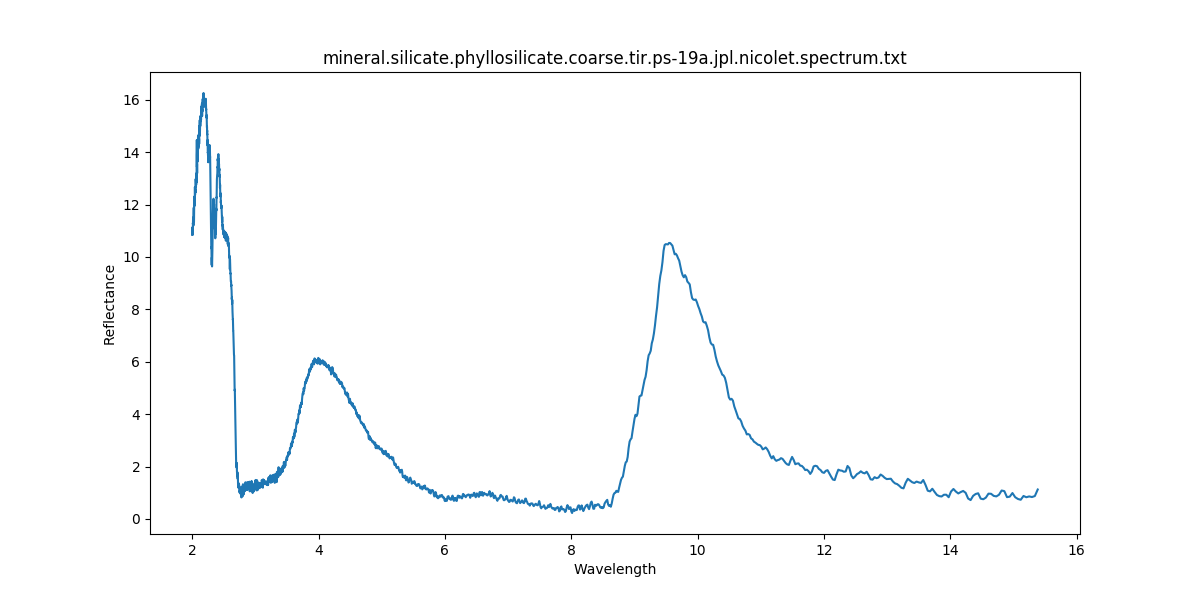 mineral.silicate.phyllosilicate.coarse.tir.ps-19a.jpl.nicolet.spectrum.txt
16
14
12
10
8
6
4
2
0
Reflectance
2 4 6 8 10 12 14 16
Wavelength